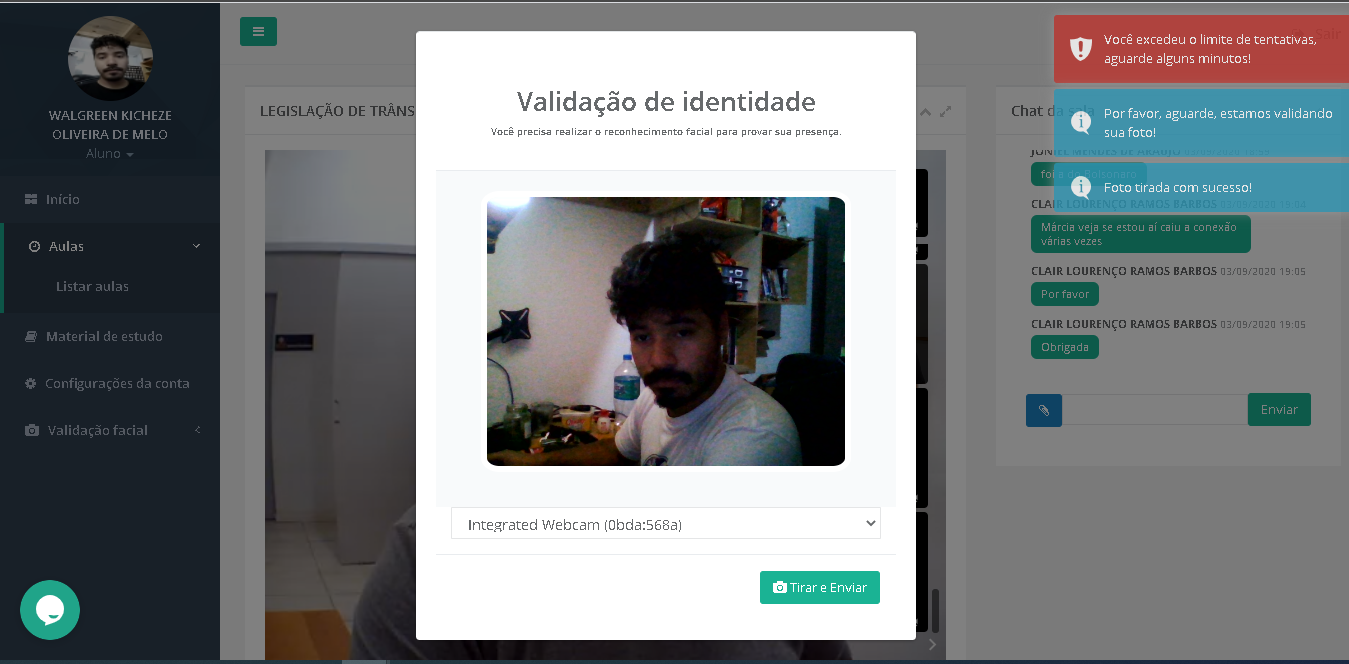 WALGREEN KICHEZE
OLIVEIRA DE MELO
Aluno
Início
Aulas
Listar aulas
Material de estudo
Configurações da conta
Validação facial
LEGISLAÇÃO DE TRÂNS
Validação de identidade
Você precisa realizar o reconhecimento facial para provar sua presença.
Integrated Webcam (0bda:568a)
Tirar e Enviar
Sair
Você excedeu o limite de tentativas,
aguarde alguns minutos!
Por favor, aguarde, estamos validando
sua foto!
Foto tirada com sucesso!
Chat da sala
JONIEL MENDES DE ARAUJO
foi a do Bolsonaro
CLAIR LOURENÇO RAMOS BARBOS 03/09/2020 19:04
Márcia veja se estou aí caiu a conexão
várias vezes
CLAIR LOURENÇO RAMOS BARBOS 03/09/2020 19:05
Por favor
CLAIR LOURENÇO RAMOS BARBOS 03/09/2020 19:05
Obrigada
Enviar